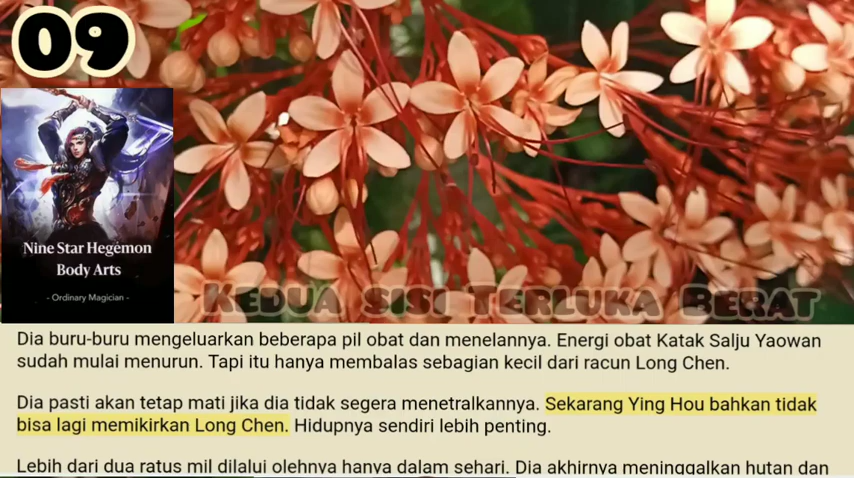 09
Nine Star Hegemon
Body Arts
- Ordinary Magician -
Kedua sisi terluka berat
Dia buru-buru mengeluarkan beberapa pil obat dan menelannya. Energi obat Katak Salju Yaowan
sudah mulai menurun. Tapi itu hanya membalas sebagian kecil dari racun Long Chen.
Dia pasti akan tetap mati jika dia tidak segera menetralkannya. Sekarang Ying Hou bahkan tidak
bisa lagi memikirkan Long Chen. Hidupnya sendiri lebih penting.
Lebih dari dua ratus mil dilalui olehnya hanya dalam sehari. Dia akhirnya meninggalkan hutan dan